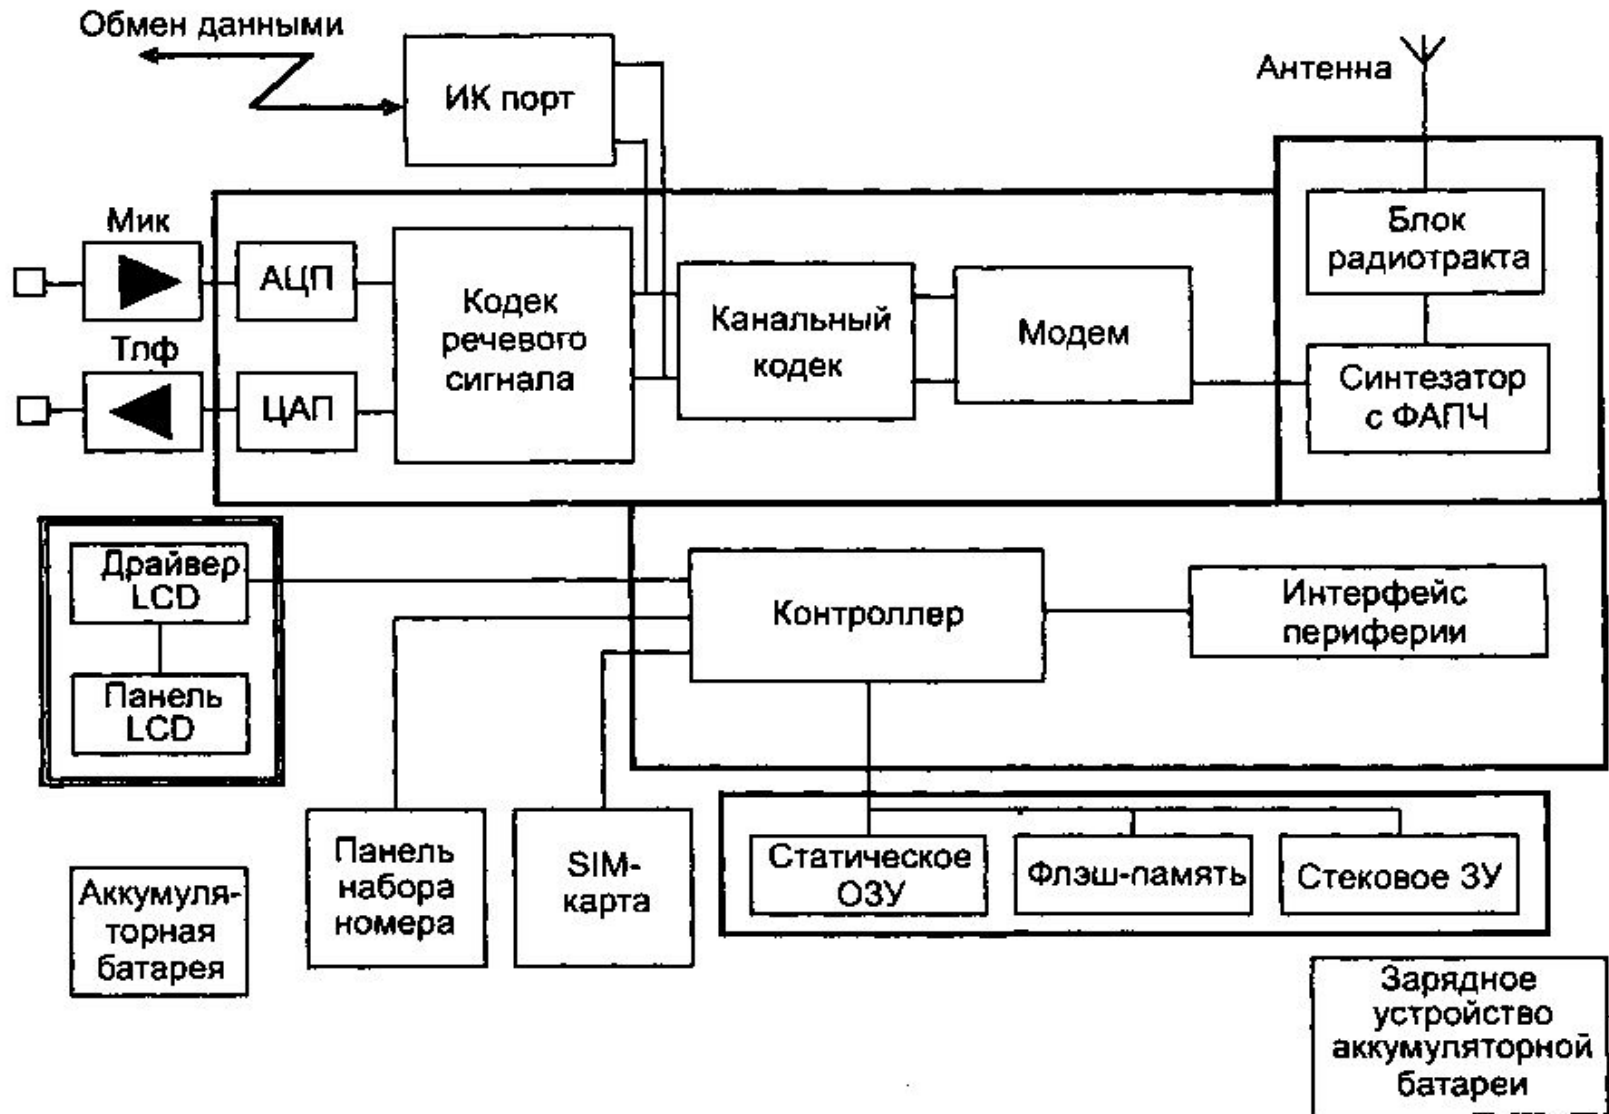 Обмен данными
ИК порт
Антенна
Мик
АЦП
Тлф
ЦАП
Кодек
речевого
сигнала
Канальный
кодек
Модем
Блок
радиотракта
Синтезатор
с ФАПЧ
Драйвер
LCD
Панель
LCD
Контроллер
Интерфейс
периферии
Аккумуля-
торная
батарея
Панель
набора
номера
SIM-
карта
Статическое
ОЗУ
Флэш-память
Стековое ЗУ
Зарядное
устройство
аккумуляторной
батареи